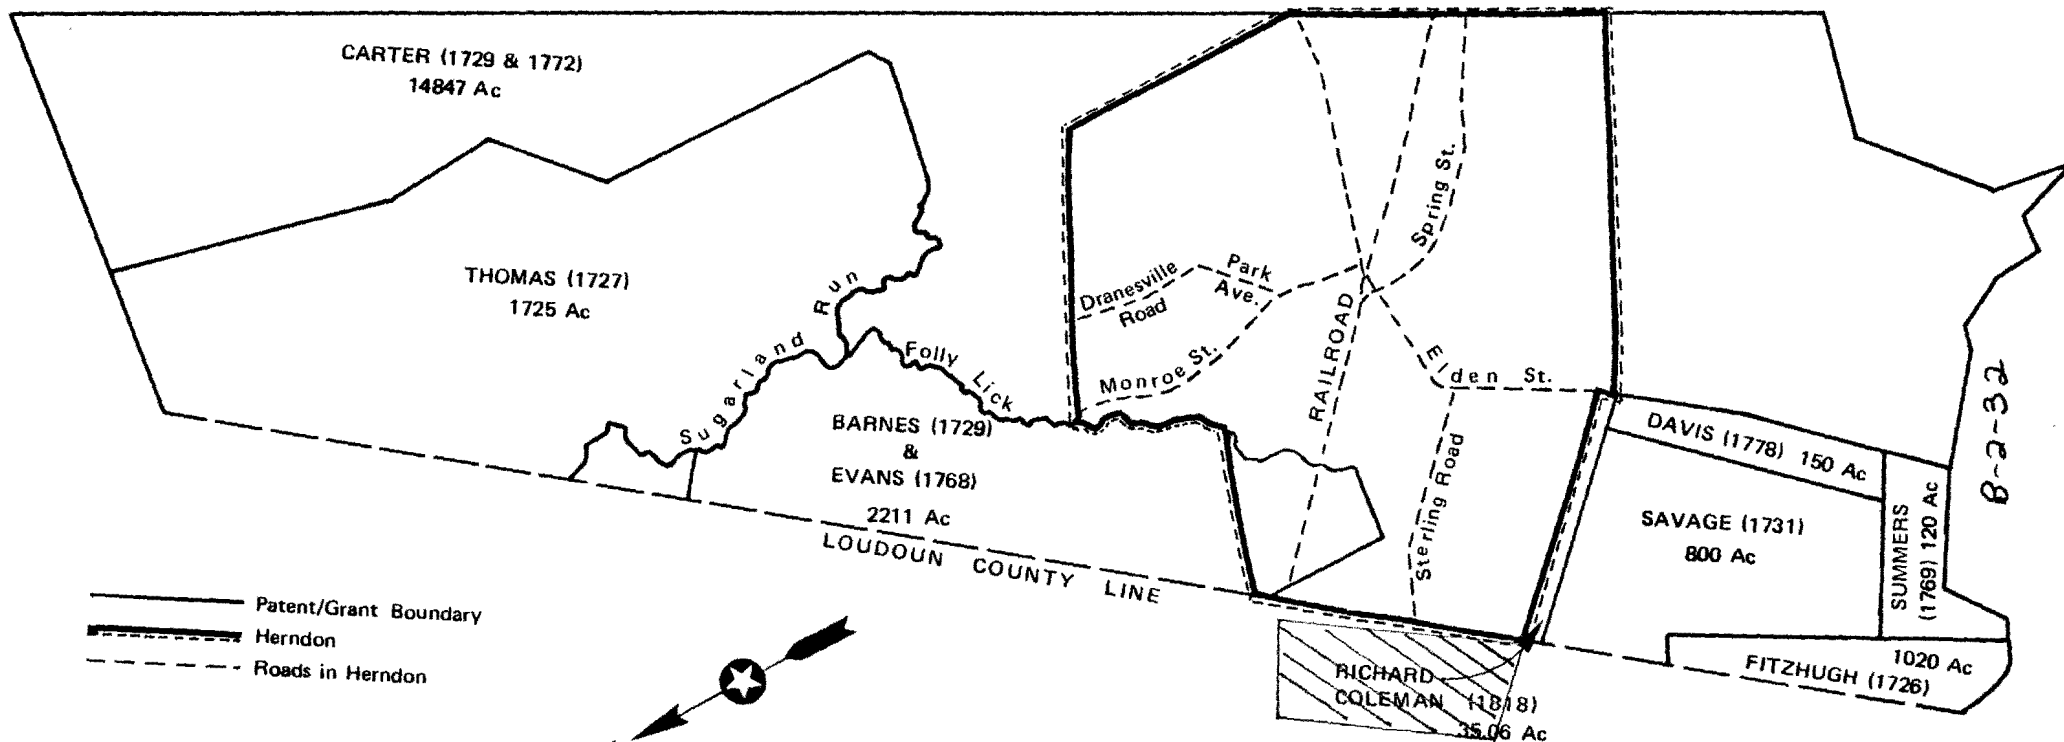 CARTER (1729 & 1772)
14847 Ac
THOMAS (1727)
1725 Ac
Sugarland Run
Folly Lick
BARNES (1729)
&
EVANS (1768)
2211 Ac
LOUDOUN COUNTY LINE
Dranesville
Road
Park
Ave.
Monroe St.
RAILROAD
Spring St.
Elden St.
Sterling Road
DAVIS (1778) 150 Ac
SAVAGE (1731)
800 Ac
SUMMERS
(1769) 120 Ac
1020 Ac
FITZHUGH (1726)
B-2-32
RICHARD
COLEMAN (1818)
35.06 Ac
Patent/Grant Boundary
Herndon
Roads in Herndon